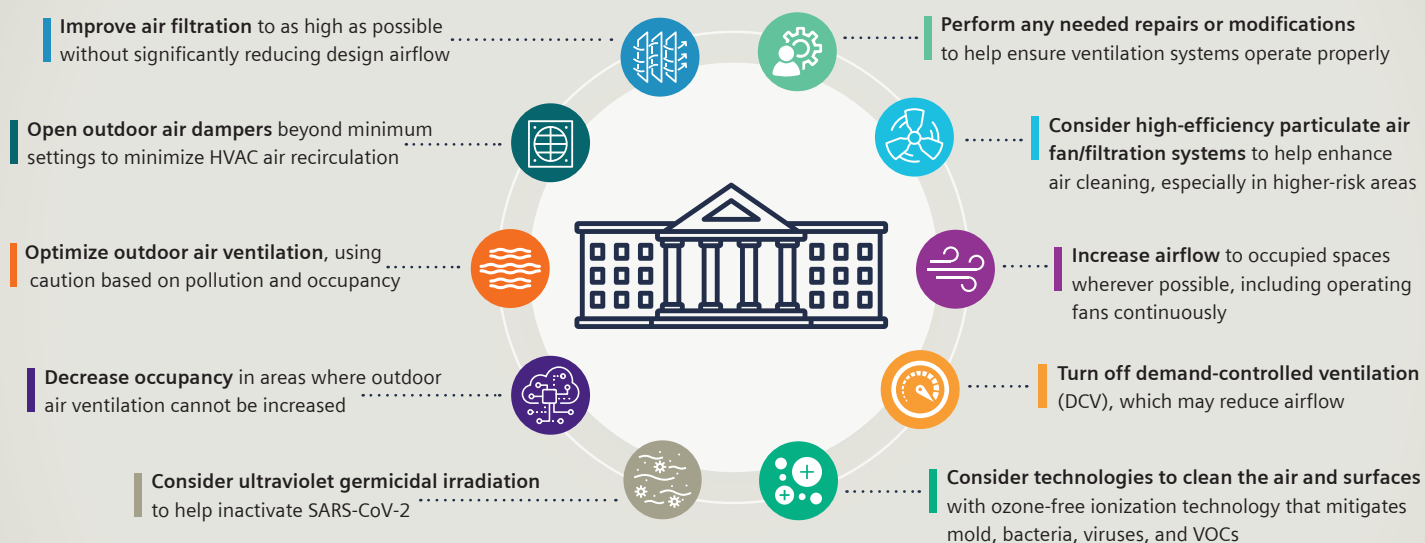 Improve air filtration to as high as possible
without significantly reducing design airflow
Open outdoor air dampers beyond minimum
settings to minimize HVAC air recirculation
Optimize outdoor air ventilation, using
caution based on pollution and occupancy
Decrease occupancy in areas where outdoor
air ventilation cannot be increased
Consider ultraviolet germicidal irradiation
to help inactivate SARS-CoV-2
Perform any needed repairs or modifications
to help ensure ventilation systems operate properly
Consider high-efficiency particulate air
fan/filtration systems to help enhance
air cleaning, especially in higher-risk areas
Increase airflow to occupied spaces
wherever possible, including operating
fans continuously
Turn off demand-controlled ventilation
(DCV), which may reduce airflow
Consider technologies to clean the air and surfaces
with ozone-free ionization technology that mitigates
mold, bacteria, viruses, and VOCs